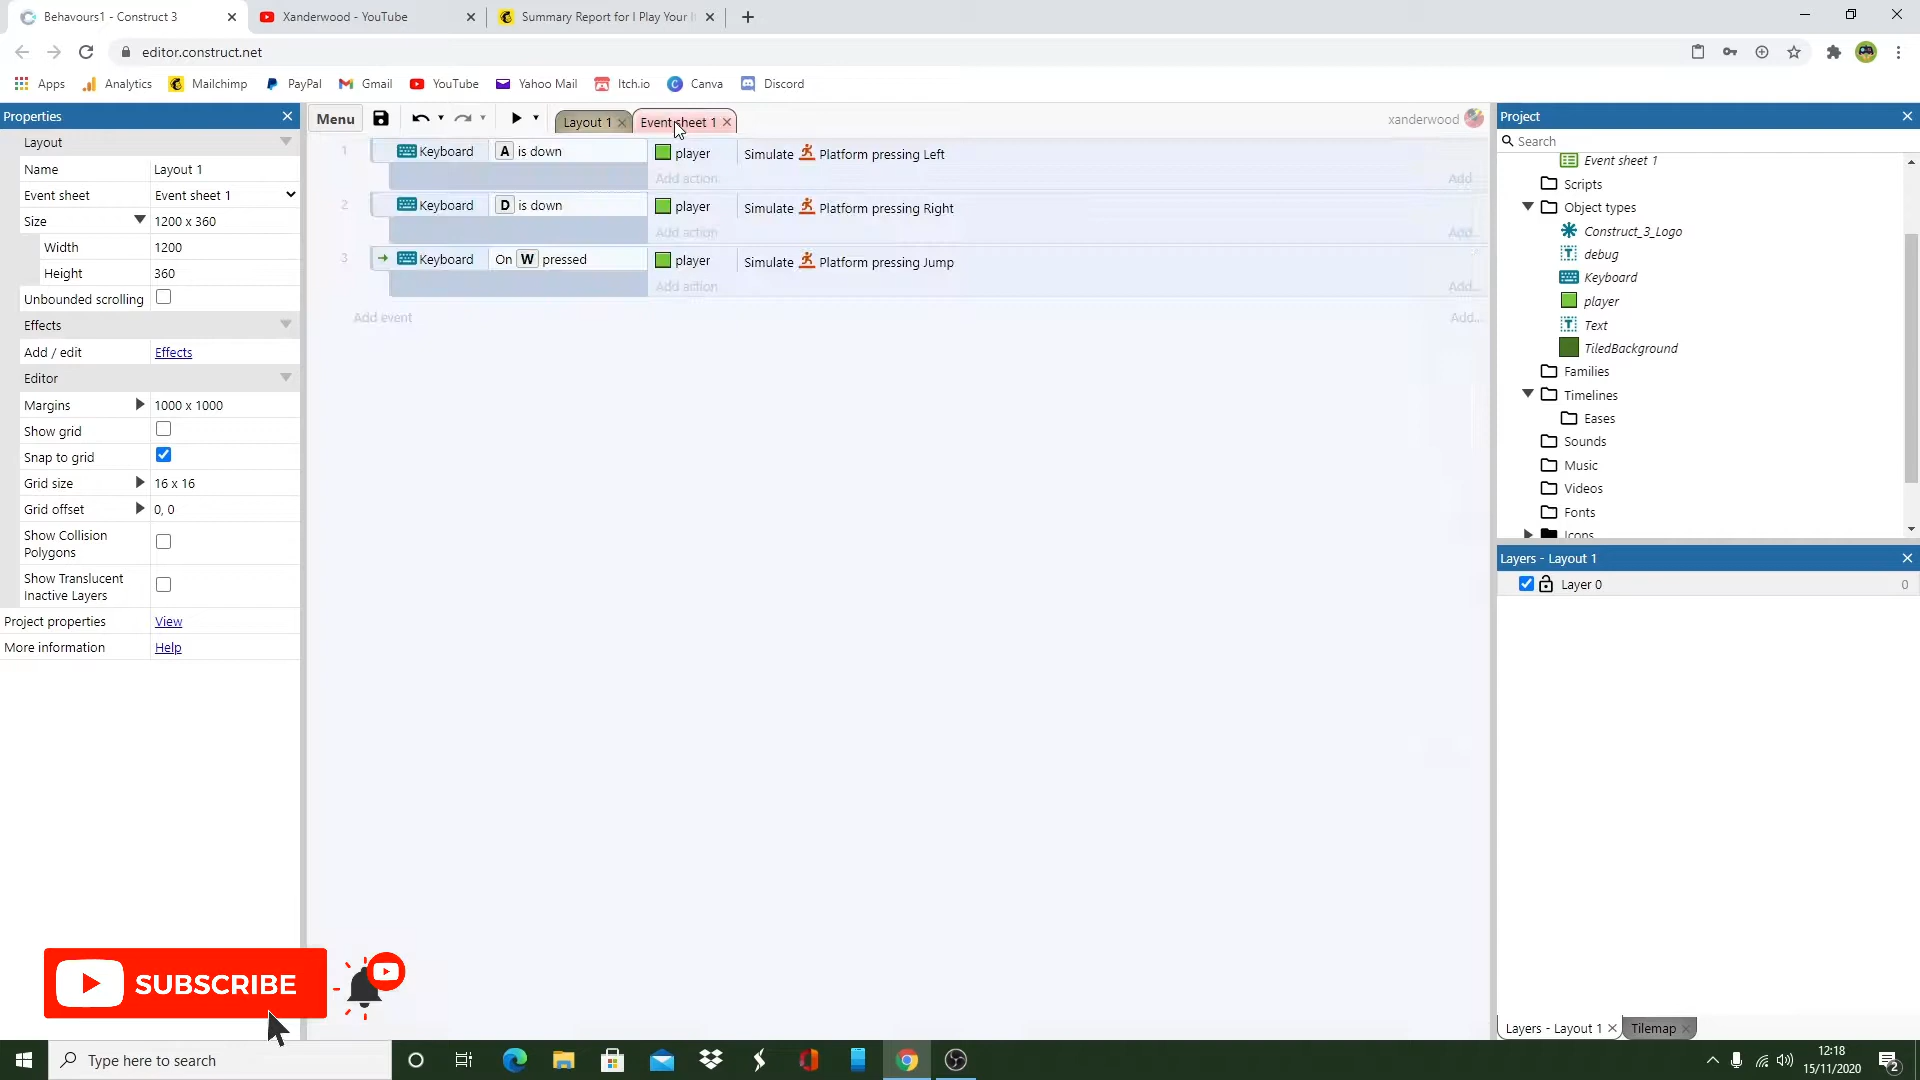 Behavours1 - Construct 3
Xanderwood - YouTube
Summary Report for I Play Your
editor.construct.net
Apps
Analytics
Mailchimp
PayPal
Gmail
YouTube
Yahoo Mail
Itch.io
Canva
Discord
Properties
Menu
Layout 1
Event sheet 1
xanderwood
Project
Layout
Name
Layout 1
Event sheet
Event sheet 1
Size
1200 x 360
Width
1200
Height
360
Unbounded scrolling
Effects
Add / edit
Effects
Editor
Margins
1000 x 1000
Show grid
Snap to grid
Grid size
16 x 16
Grid offset
0, 0
Show Collision
Polygons
Show Translucent
Inactive Layers
Project properties
View
More information
Help
1
Keyboard
A is down
player
Simulate Platform pressing Left
Add action
Add
2
Keyboard
D is down
player
Simulate Platform pressing Right
Add action
Add...
3
Keyboard
On W pressed
player
Simulate Platform pressing Jump
Add action
Add...
Add event
Add...
Search
Event sheet 1
Scripts
Object types
Construct_3_Logo
debug
Keyboard
player
Text
TiledBackground
Families
Timelines
Eases
Sounds
Music
Videos
Fonts
Icons
Layers - Layout 1
Layer 0
0
Layers - Layout 1
Tilemap
SUBSCRIBE
Type here to search
12:18
15/11/2020
2